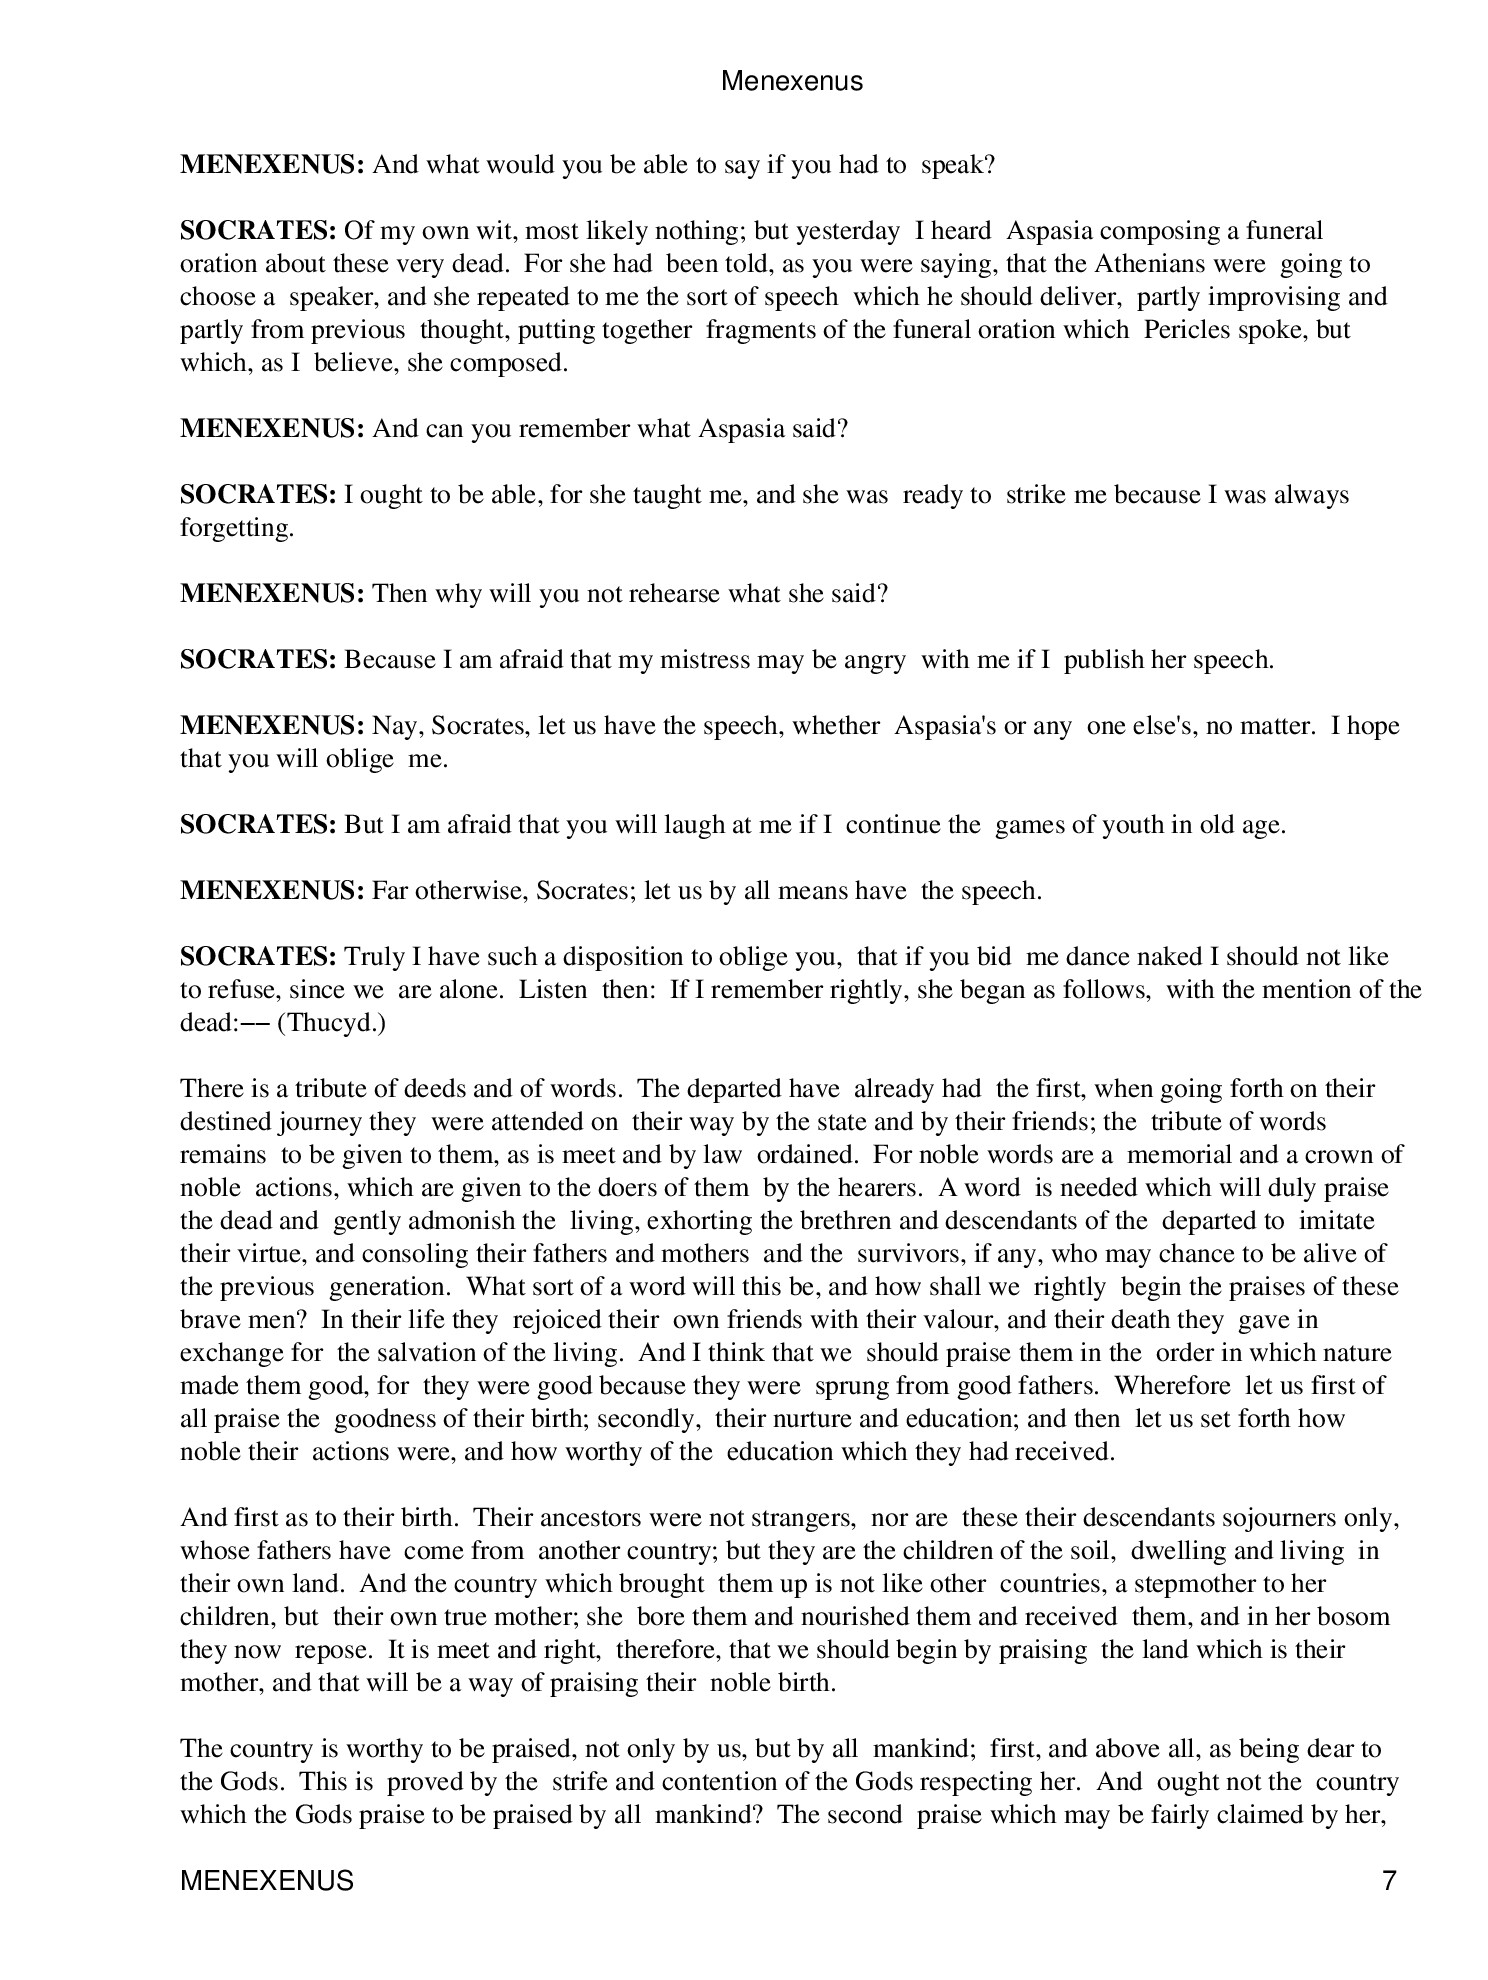 Menexenus
MENEXENUS: And what would you be able to say if you had to speak?
SOCRATES: Of my own wit, most likely nothing; but yesterday I heard Aspasia composing a funeral
oration about these very dead. For she had been told, as you were saying, that the Athenians were going to
choose a speaker, and she repeated to me the sort of speech which he should deliver, partly improvising and
partly from previous thought, putting together fragments of the funeral oration which Pericles spoke, but
which, as I believe, she composed.
MENEXENUS: And can you remember what Aspasia said?
SOCRATES: I ought to be able, for she taught me, and she was ready to strike me because I was always
forgetting.
MENEXENUS: Then why will you not rehearse what she said?
SOCRATES: Because I am afraid that my mistress may be angry with me if I publish her speech.
MENEXENUS: Nay, Socrates, let us have the speech, whether Aspasia's or any one else's, no matter. I hope
that you will oblige me.
SOCRATES: But I am afraid that you will laugh at me if I continue the games of youth in old age.
MENEXENUS: Far otherwise, Socrates; let us by all means have the speech.
SOCRATES: Truly I have such a disposition to oblige you, that if you bid me dance naked I should not like
to refuse, since we are alone. Listen then: If I remember rightly, she began as follows, with the mention of the
dead:−− (Thucyd.)
There is a tribute of deeds and of words. The departed have already had the first, when going forth on their
destined journey they were attended on their way by the state and by their friends; the tribute of words
remains to be given to them, as is meet and by law ordained. For noble words are a memorial and a crown of
noble actions, which are given to the doers of them by the hearers. A word is needed which will duly praise
the dead and gently admonish the living, exhorting the brethren and descendants of the departed to imitate
their virtue, and consoling their fathers and mothers and the survivors, if any, who may chance to be alive of
the previous generation. What sort of a word will this be, and how shall we rightly begin the praises of these
brave men? In their life they rejoiced their own friends with their valour, and their death they gave in
exchange for the salvation of the living. And I think that we should praise them in the order in which nature
made them good, for they were good because they were sprung from good fathers. Wherefore let us first of
all praise the goodness of their birth; secondly, their nurture and education; and then let us set forth how
noble their actions were, and how worthy of the education which they had received.
And first as to their birth. Their ancestors were not strangers, nor are these their descendants sojourners only,
whose fathers have come from another country; but they are the children of the soil, dwelling and living in
their own land. And the country which brought them up is not like other countries, a stepmother to her
children, but their own true mother; she bore them and nourished them and received them, and in her bosom
they now repose. It is meet and right, therefore, that we should begin by praising the land which is their
mother, and that will be a way of praising their noble birth.
The country is worthy to be praised, not only by us, but by all mankind; first, and above all, as being dear to
the Gods. This is proved by the strife and contention of the Gods respecting her. And ought not the country
which the Gods praise to be praised by all mankind? The second praise which may be fairly claimed by her,
MENEXENUS 7